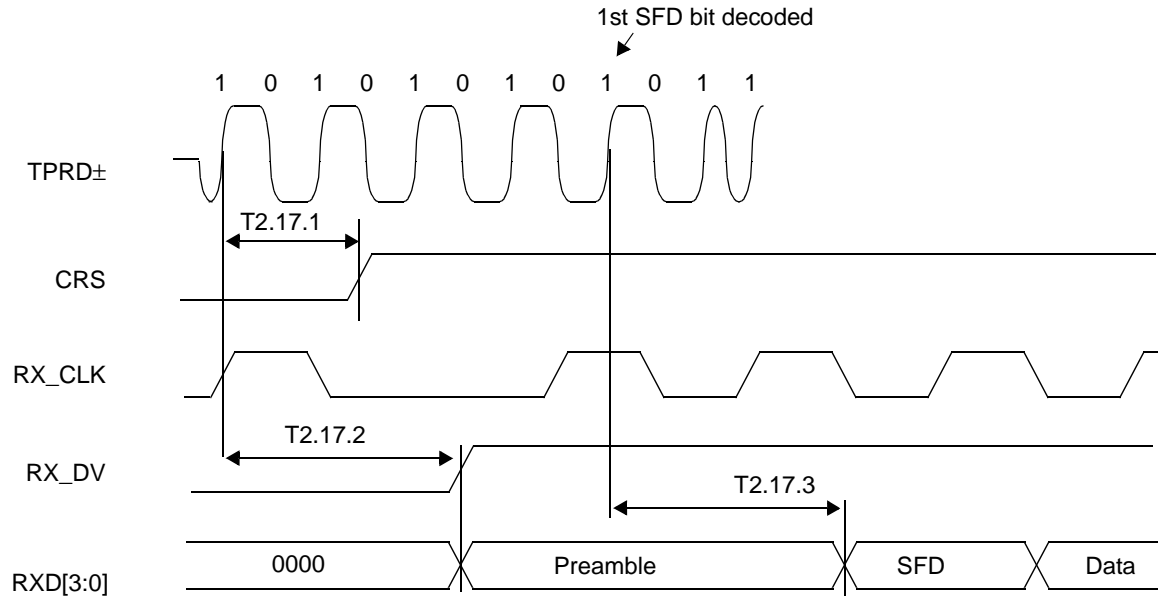 1st SFD bit decoded
1 0 1 0 1 0 1 0 1 0 1 1
TPRD±
T2.17.1
CRS
RX_CLK
T2.17.2
RX_DV
T2.17.3
RXD[3:0] 0000 Preamble SFD Data